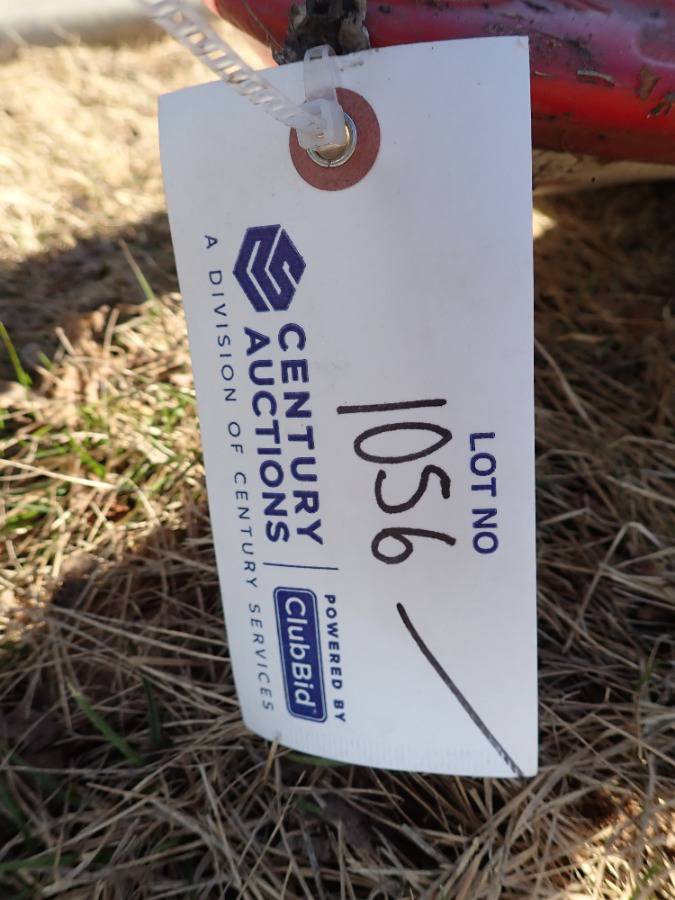 LOT NO
1056
CENTURY
AUCTIONS
A DIVISION OF CENTURY SERVICES
POWERED BY
ClubBid